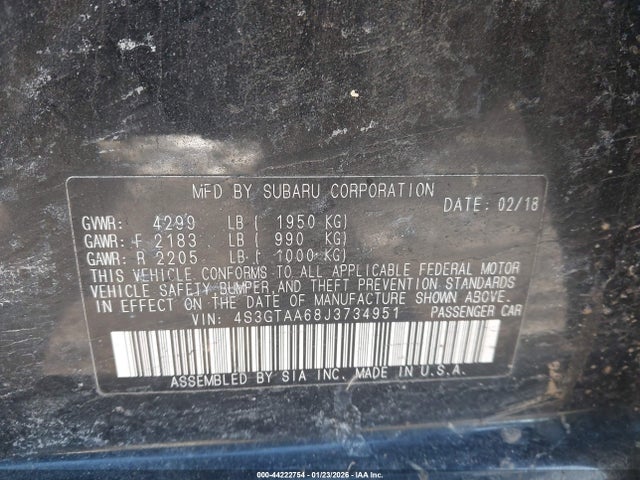 MFD BY SUBARU CORPORATION
DATE: 02/18
GVWR: 4299 LB ( 1950 KG)
GAWR: F 2183 LB ( 990 KG)
GAWR: R 2205 LB ( 1000 KG)
THIS VEHICLE CONFORMS TO ALL APPLICABLE FEDERAL MOTOR
VEHICLE SAFETY BUMPER, AND THEFT PREVENTION STANDARDS
IN EFFECT ON THE DATE OF MANUFACTURE SHOWN ABOVE.
VIN: 4S3GTAA68J3734951 PASSENGER CAR
ASSEMBLED BY SIA INC. MADE IN U.S.A.
000-44222754 - 01/23/2026 - IAA Inc.